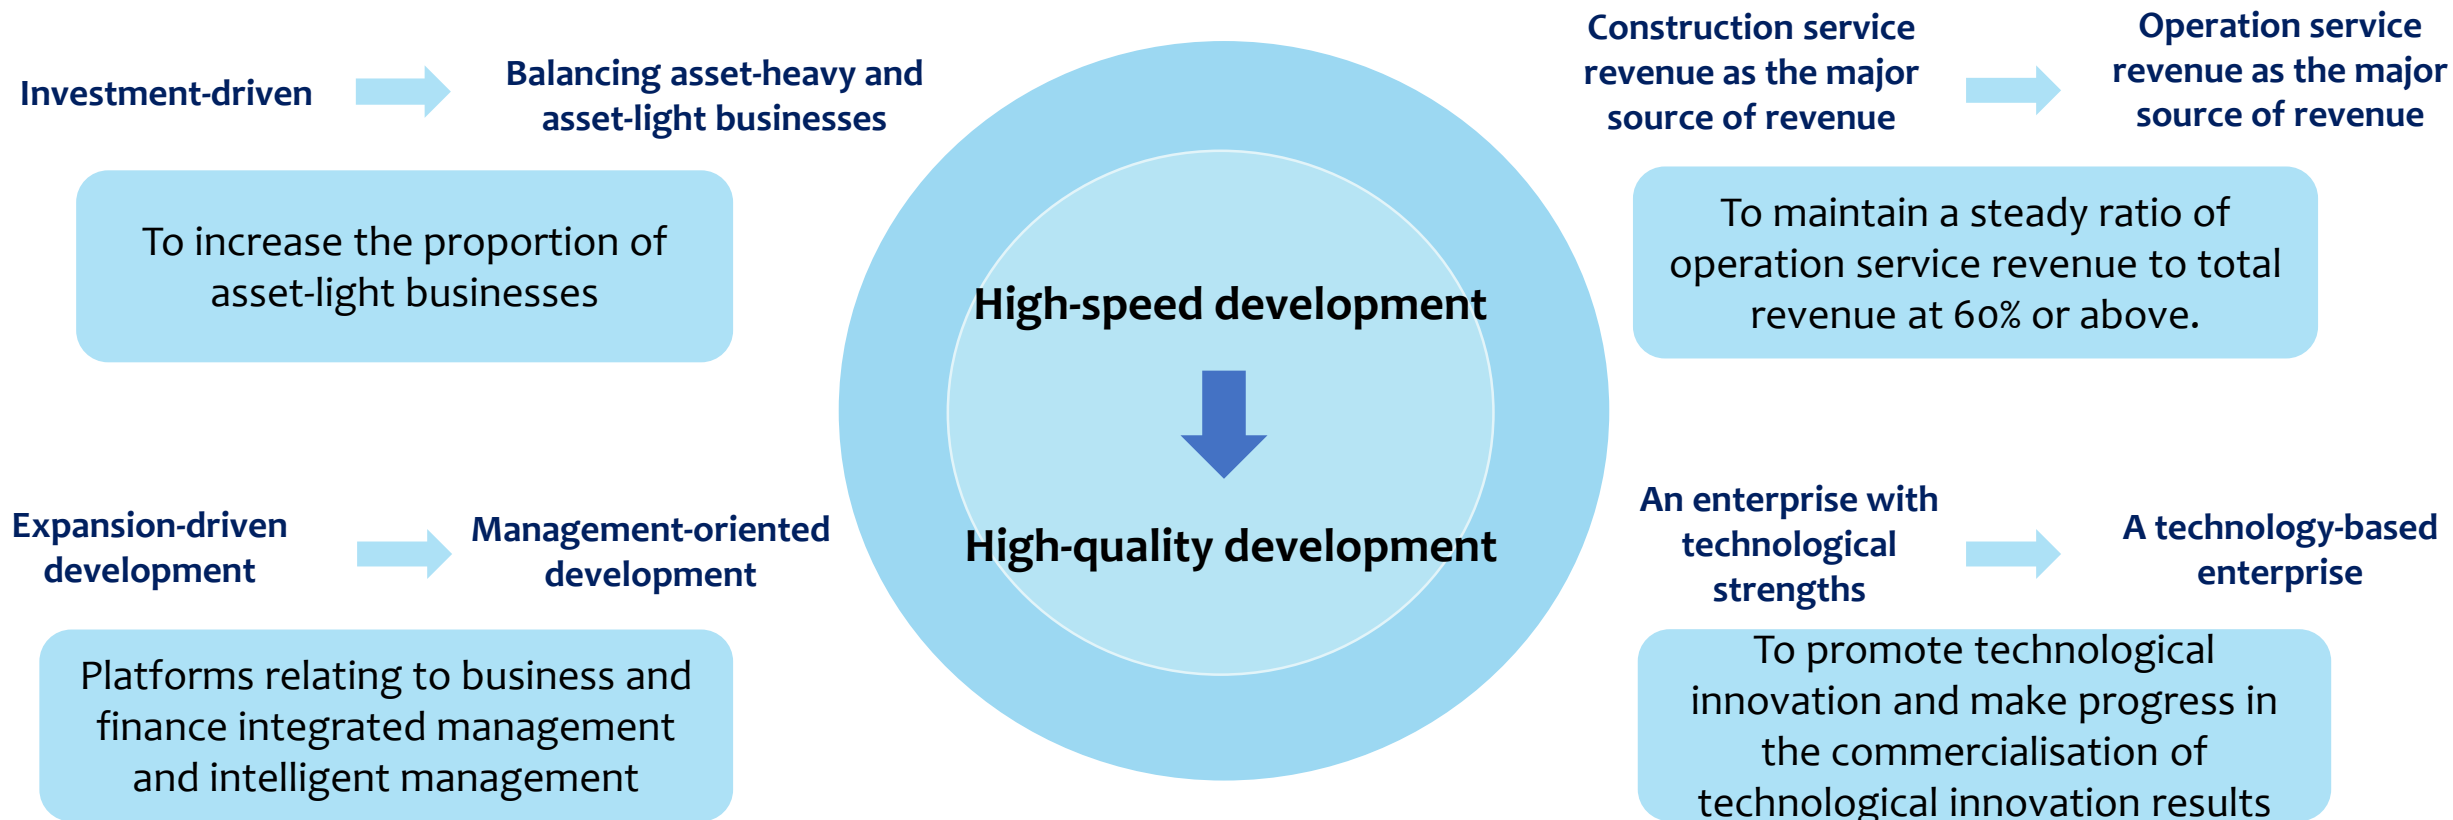 Investment-driven
Balancing asset-heavy and
asset-light businesses
To increase the proportion of
asset-light businesses
Expansion-driven
development
Management-oriented
development
Platforms relating to business and
finance integrated management
and intelligent management
High-speed development
High-quality development
Construction service
revenue as the major
source of revenue
Operation service
revenue as the major
source of revenue
To maintain a steady ratio of
operation service revenue to total
revenue at 60% or above.
An enterprise with
technological
strengths
A technology-based
enterprise
To promote technological
innovation and make progress in
the commercialisation of
technological innovation results